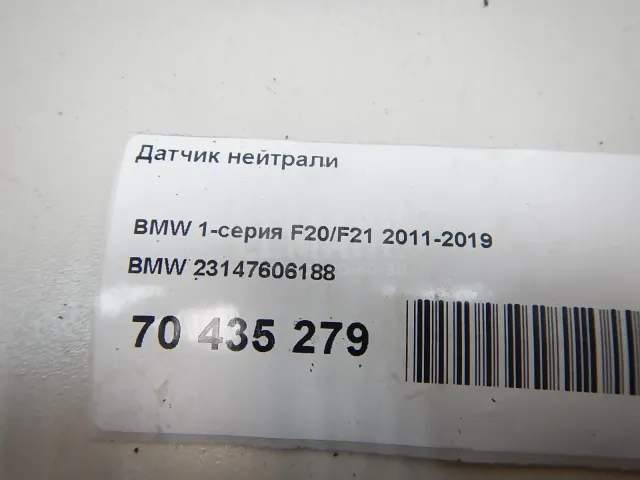 Датчик нейтрали
BMW 1-серия F20/F21 2011-2019
BMW 23147606188
70 435 279